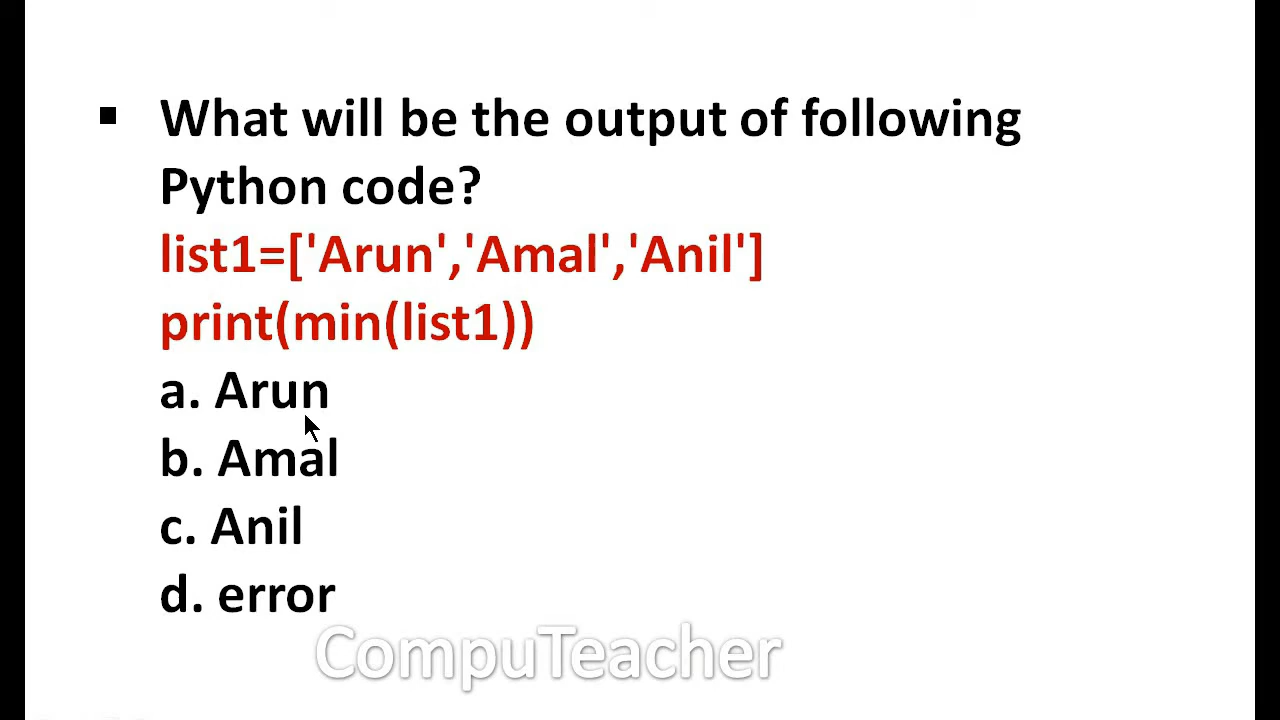 ▪ What will be the output of following
Python code?
list1=['Arun','Amal','Anil']
print(min(list1))
a. Arun
b. Amal
c. Anil
d. error
CompuTeacher